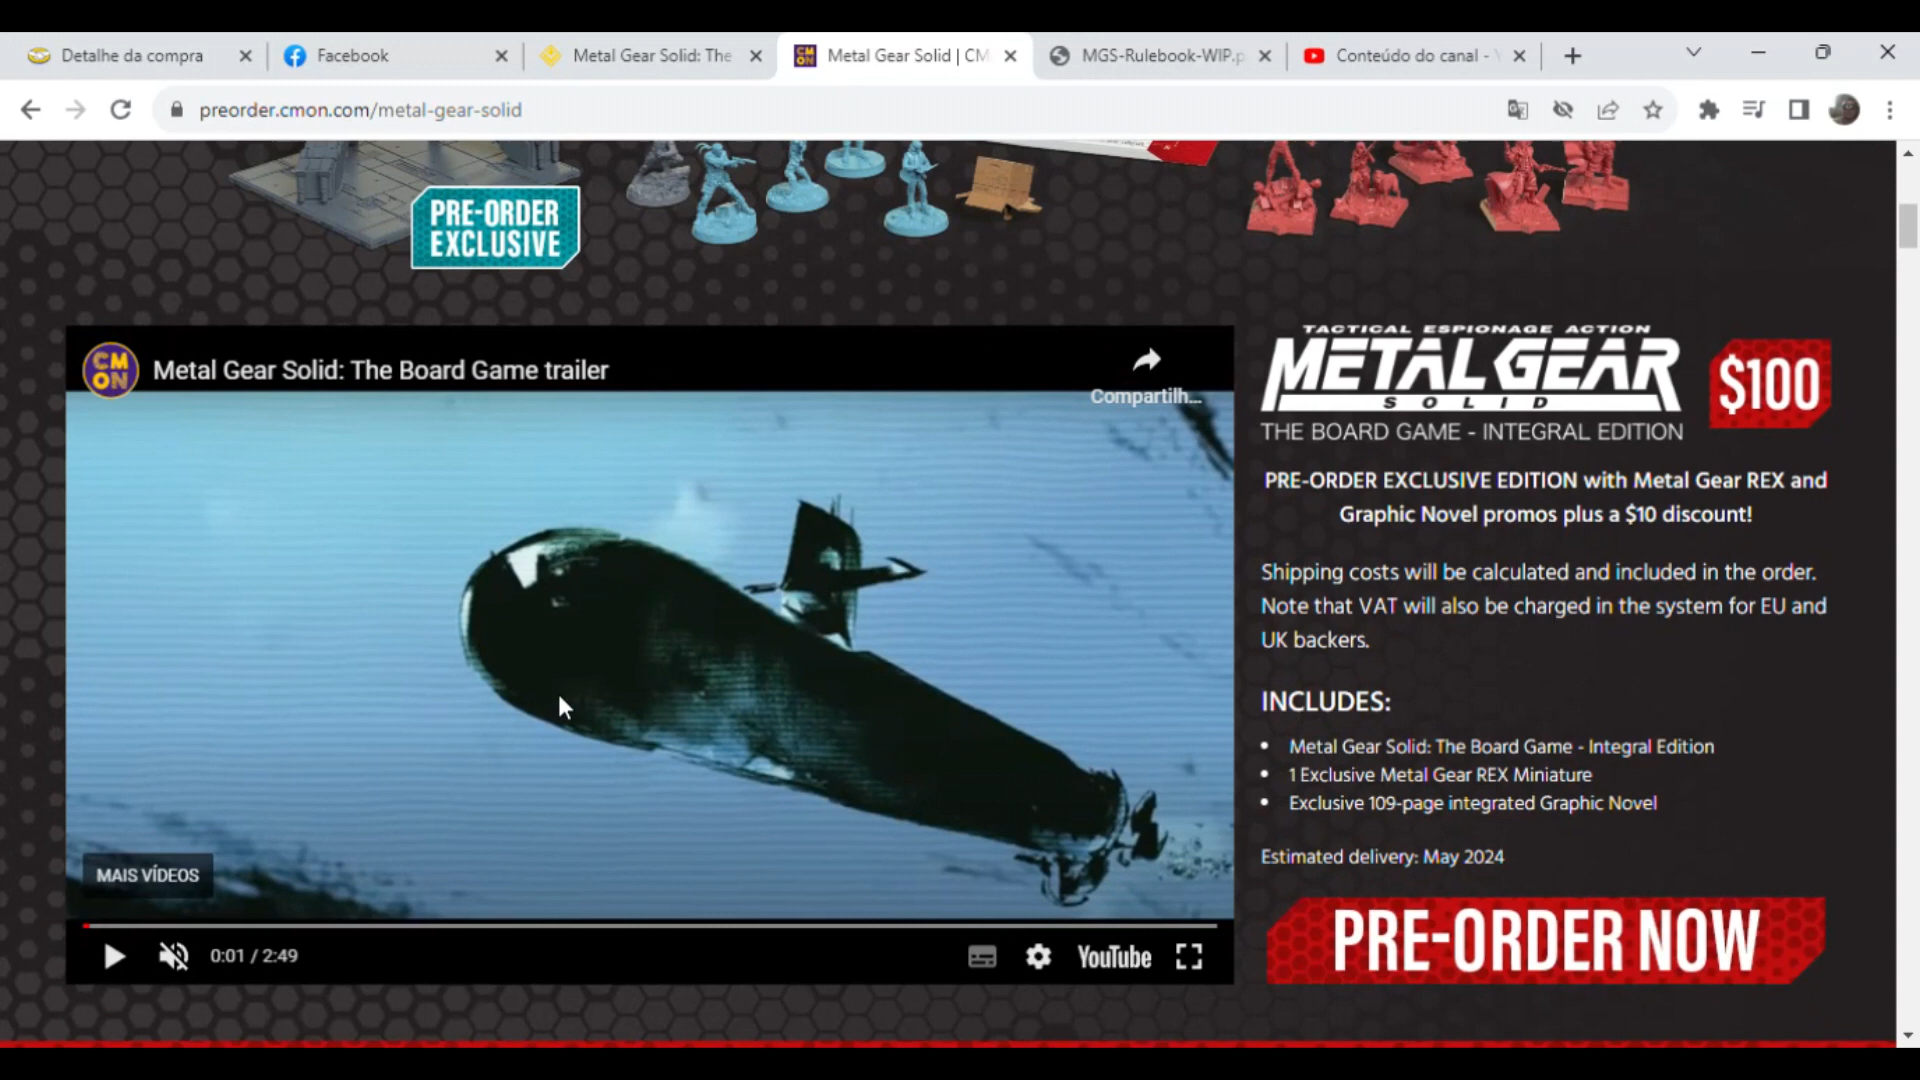 Detalhe da compra
Facebook
Metal Gear Solid: The
Metal Gear Solid | CM
MGS-Rulebook-WIP.p
Conteúdo do canal - Y
preorder.cmon.com/metal-gear-solid
PRE-ORDER
EXCLUSIVE
CM
ON
Metal Gear Solid: The Board Game trailer
Compartilh...
MAIS VÍDEOS
0:01 / 2:49
YouTube
TACTICAL ESPIONAGE ACTION
METAL GEAR
SOLID
THE BOARD GAME - INTEGRAL EDITION
$100
PRE-ORDER EXCLUSIVE EDITION with Metal Gear REX and
Graphic Novel promos plus a $10 discount!
Shipping costs will be calculated and included in the order.
Note that VAT will also be charged in the system for EU and
UK backers.
INCLUDES:
• Metal Gear Solid: The Board Game - Integral Edition
• 1 Exclusive Metal Gear REX Miniature
• Exclusive 109-page integrated Graphic Novel
Estimated delivery: May 2024
PRE-ORDER NOW